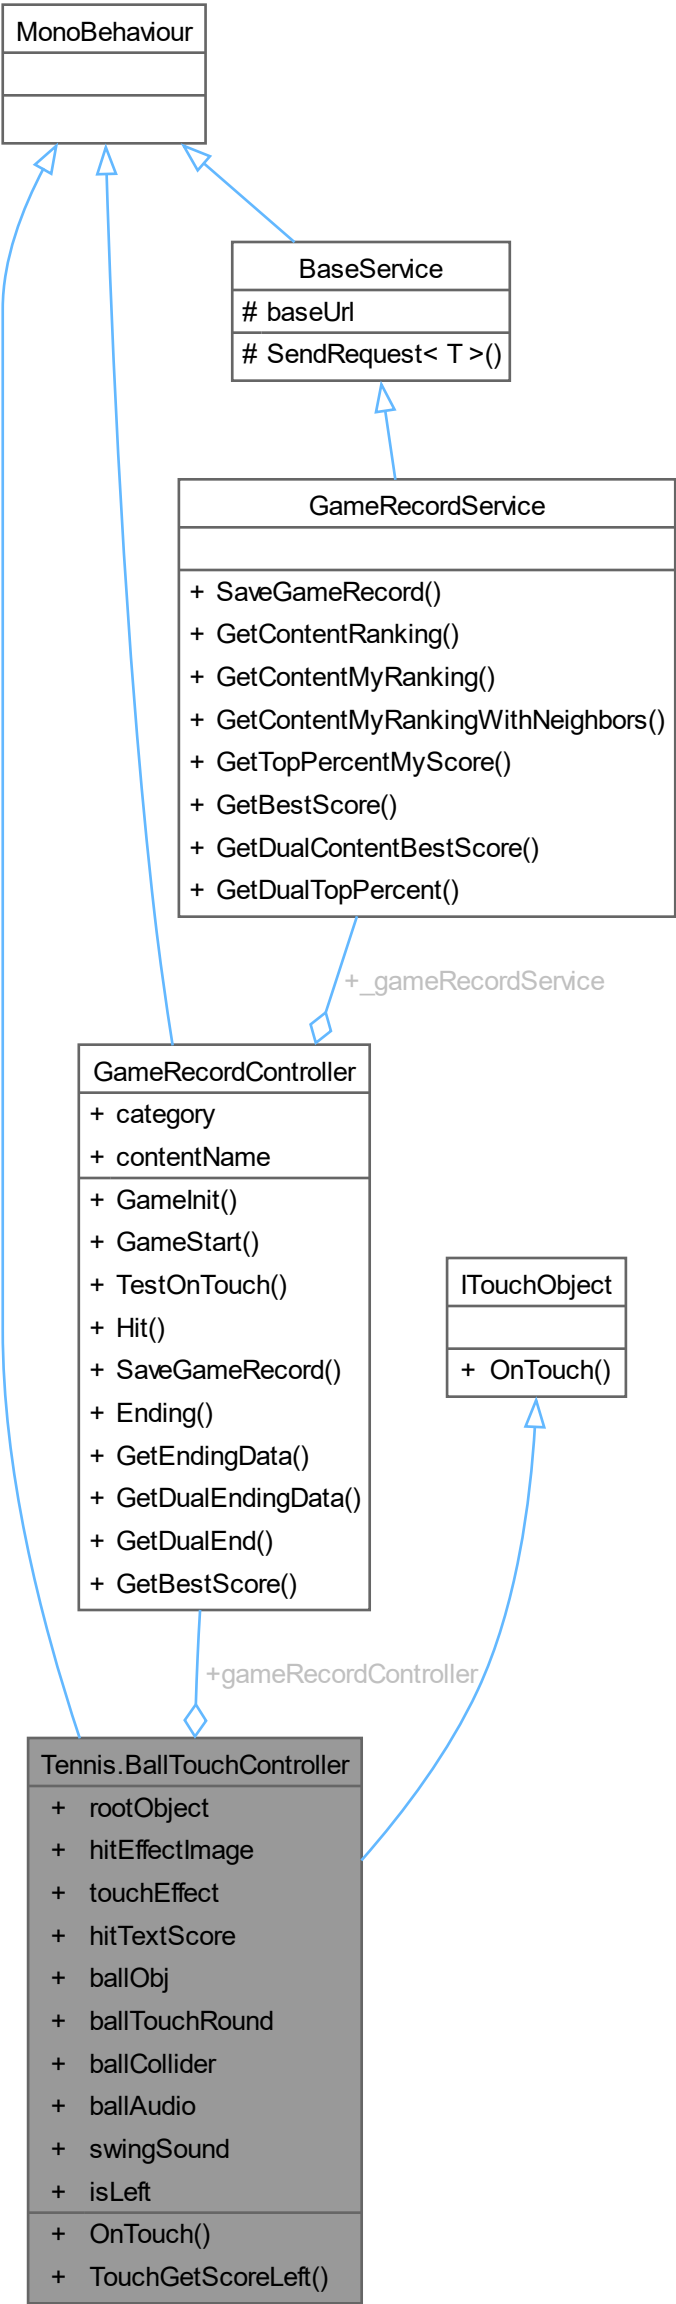 MonoBehaviour
BaseService
# baseUrl
# SendRequest< T >()
GameRecordService
+ SaveGameRecord()
+ GetContentRanking()
+ GetContentMyRanking()
+ GetContentMyRankingWithNeighbors()
+ GetTopPercentMyScore()
+ GetBestScore()
+ GetDualContentBestScore()
+ GetDualTopPercent()
+_gameRecordService
GameRecordController
+ category
+ contentName
+ GameInit()
+ GameStart()
+ TestOnTouch()
+ Hit()
+ SaveGameRecord()
+ Ending()
+ GetEndingData()
+ GetDualEndingData()
+ GetDualEnd()
+ GetBestScore()
ITouchObject
+ OnTouch()
+gameRecordController
Tennis.BallTouchController
+ rootObject
+ hitEffectImage
+ touchEffect
+ hitTextScore
+ ballObj
+ ballTouchRound
+ ballCollider
+ ballAudio
+ swingSound
+ isLeft
+ OnTouch()
+ TouchGetScoreLeft()